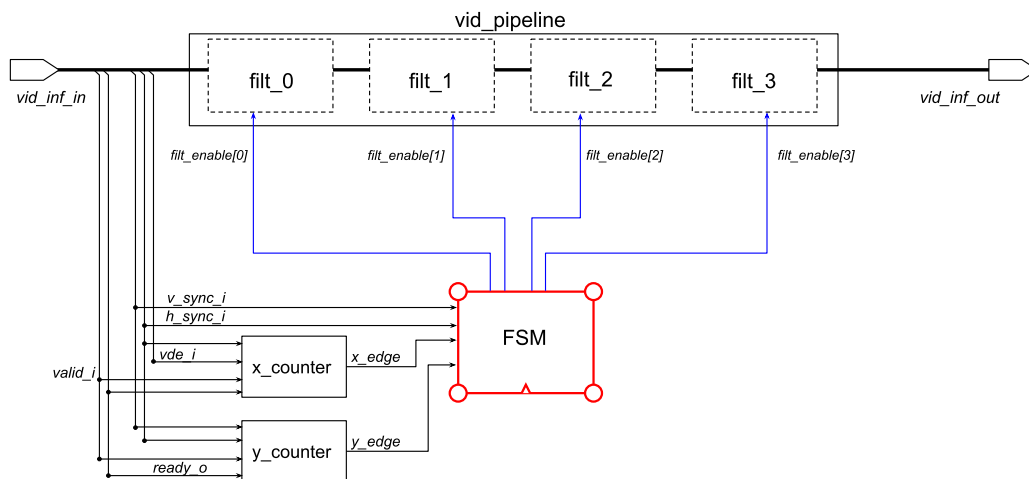 vid_pipeline
filt_0
filt_1
filt_2
filt_3
vid_inf_in
vid_inf_out
filt_enable[0]
filt_enable[1]
filt_enable[2]
filt_enable[3]
v_sync_i
h_sync_i
FSM
vde_i
x_counter
x_edge
valid_i
y_counter
y_edge
ready_o